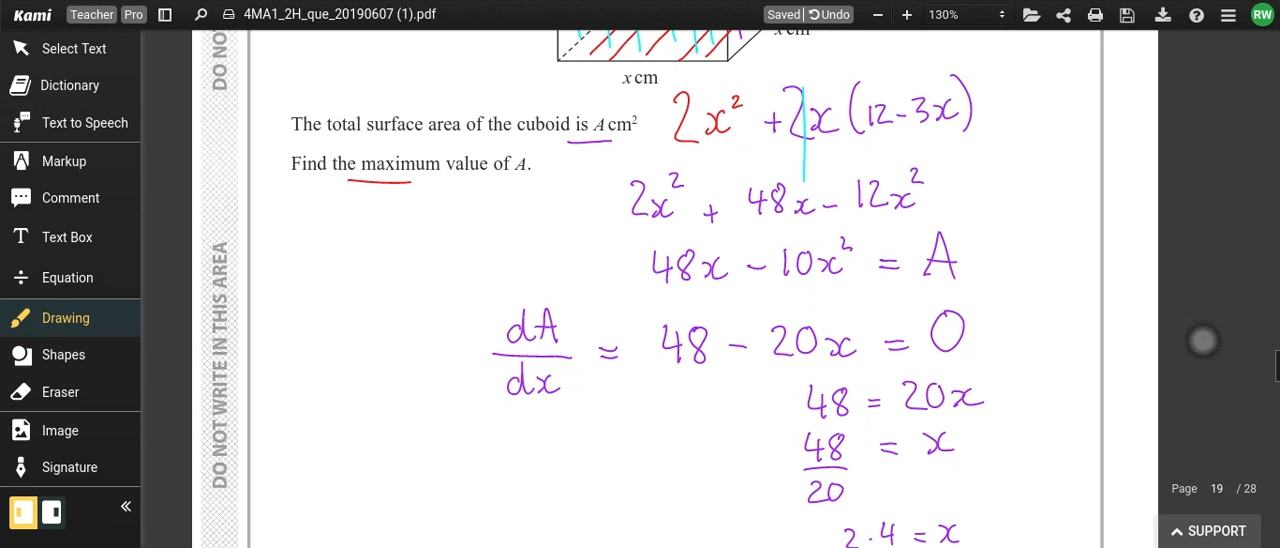 Kami
Teacher Pro
4MA1_2H_que_20190607 (1).pdf
Saved Undo
130%
RW
Select Text
Dictionary
Text to Speech
Markup
Comment
Text Box
Equation
Drawing
Shapes
Eraser
Image
Signature
DO NO
x cm
x cm
The total surface area of the cuboid is A cm²
2x² + 2x (12 - 3x)
Find the maximum value of A.
2x² + 48x - 12x²
48x - 10x² = A
DO NOT WRITE IN THIS AREA
dA/dx = 48 - 20x = 0
48 = 20x
48/20 = x
2.4 = x
Page 19 / 28
SUPPORT